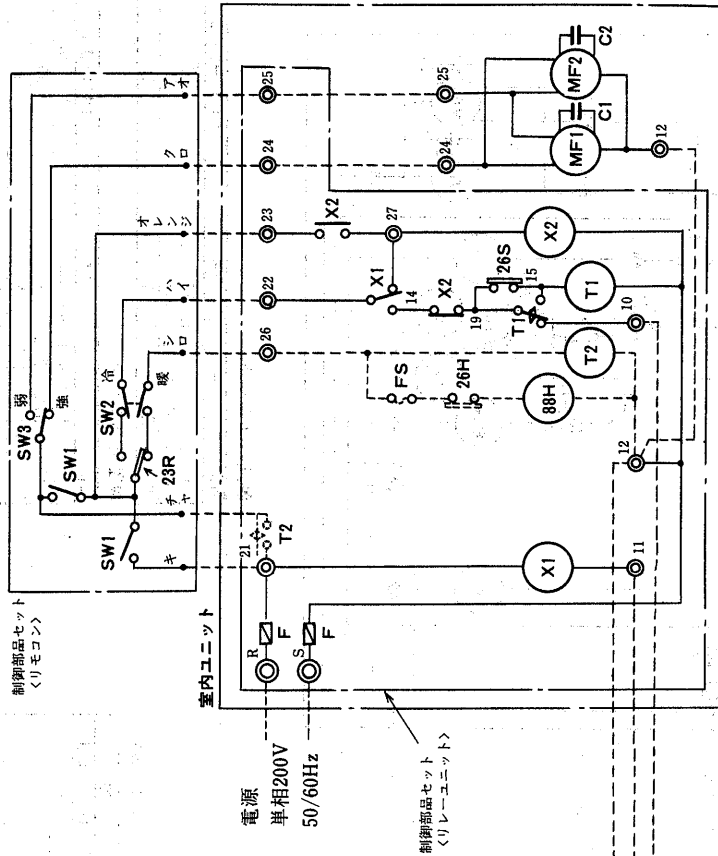 制御部品セット
<リモコン>
SW3
弱
強
SW1
SW1
SW2
冷
暖
23R
キ
チャ
シロ
ハイ
オレンジ
クロ
アオ
室内ユニット
21
T2
26
22
23
24
25
24
25
R
F
S
F
電源
単相200V
50/60Hz
制御部品セット
<リレーユニット>
X1
11
12
FS
26H
88H
T2
10
X1
14
X2
19
26S
15
T1
T1
X2
27
X2
MF1
C1
MF2
C2
12